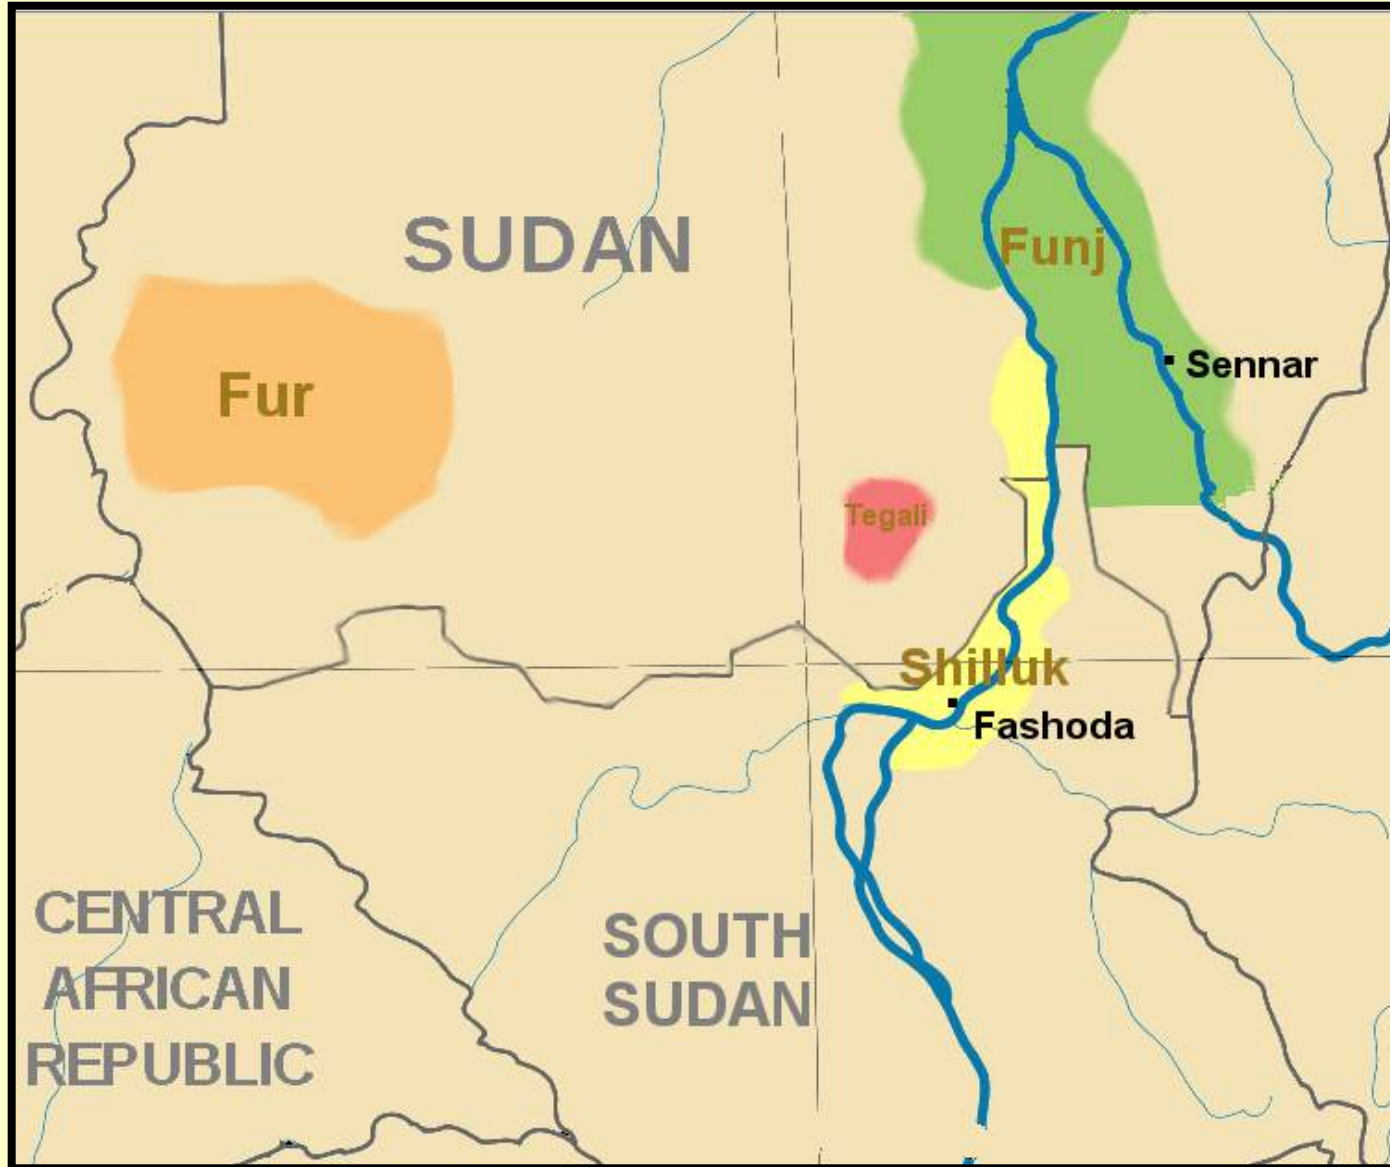 SUDAN
Funj
Sennar
Fur
Tegali
Shilluk
Fashoda
CENTRAL
AFRICAN
REPUBLIC
SOUTH
SUDAN